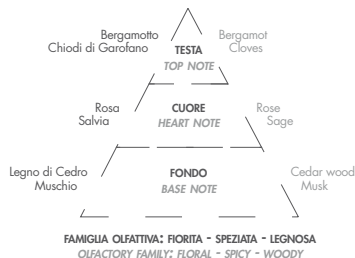 Bergamotto
Chiodi di Garofano
TESTA
TOP NOTE
Bergamot
Cloves
Rosa
Salvia
CUORE
HEART NOTE
Rose
Sage
Legno di Cedro
Muschio
FONDO
BASE NOTE
Cedar wood
Musk
FAMIGLIA OLFATTIVA: FIORITA - SPEZIATA - LEGNOSA
OLFACTORY FAMILY: FLORAL - SPICY - WOODY